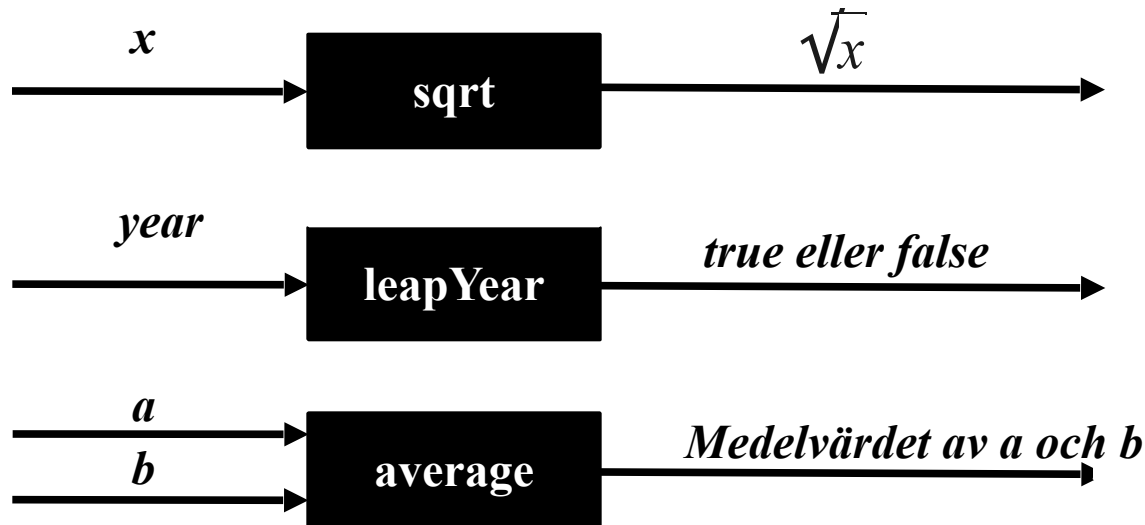 x
sqrt
√x
year
leapYear
true eller false
a
b
average
Medelvärdet av a och b